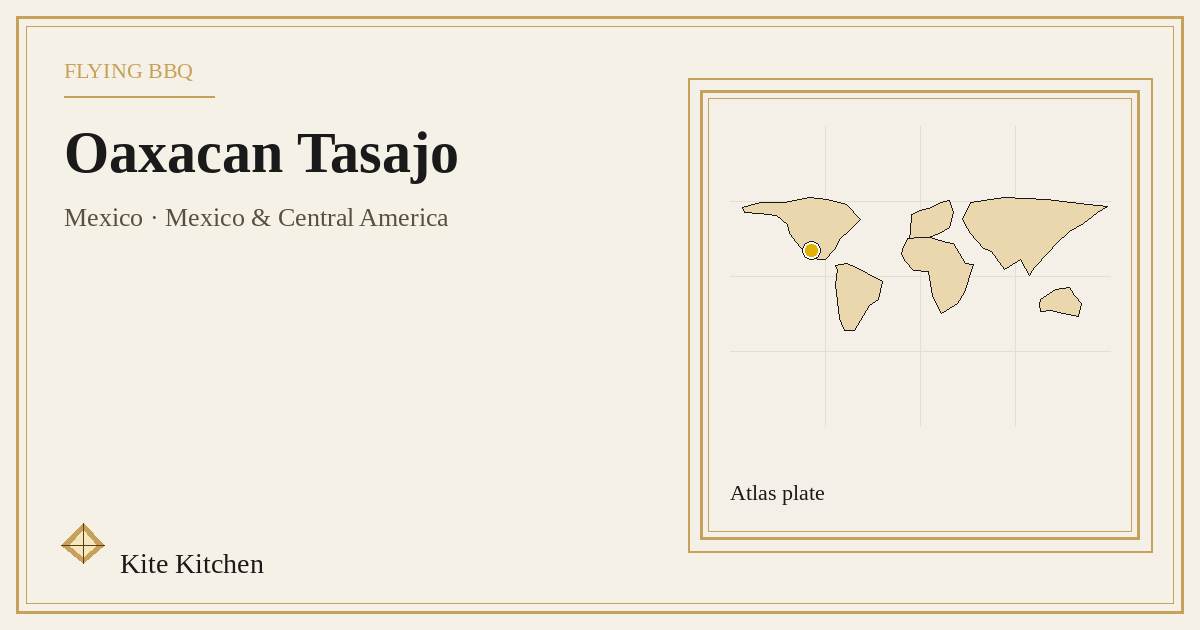 FLYING BBQ
Oaxacan Tasajo
Mexico · Mexico & Central America
Atlas plate
Kite Kitchen